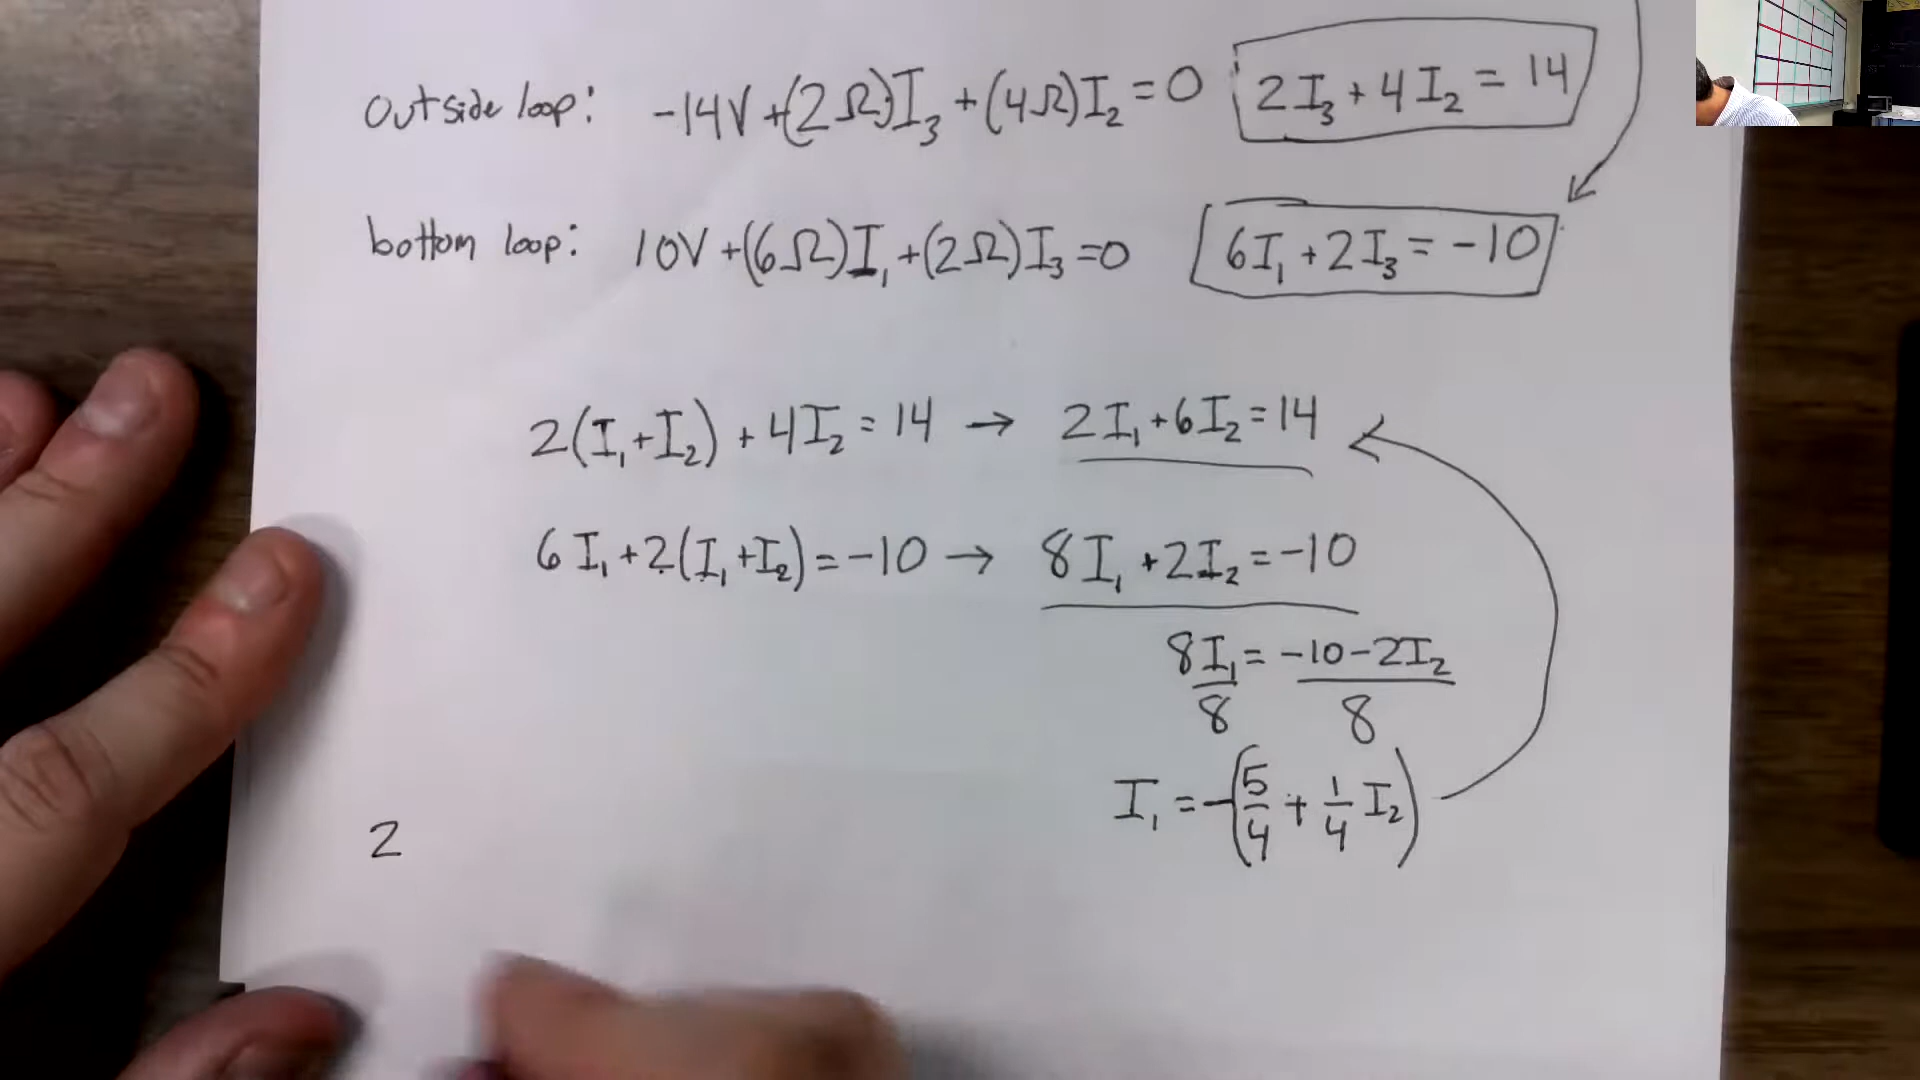 outside loop: -14V +(2Ω)I₃ +(4Ω)I₂ = 0 2I₃ + 4I₂ = 14
bottom loop: 10V +(6Ω)I₁ +(2Ω)I₃ =0 6I₁ + 2I₃ = -10
2(I₁+I₂) + 4I₂ = 14 → 2I₁ + 6I₂ = 14
6I₁ + 2(I₁ + I₂) = -10 → 8I₁ + 2I₂ = -10
8I₁ = -10 - 2I₂
8 8
I₁ = -(5/4 + 1/4 I₂)
2